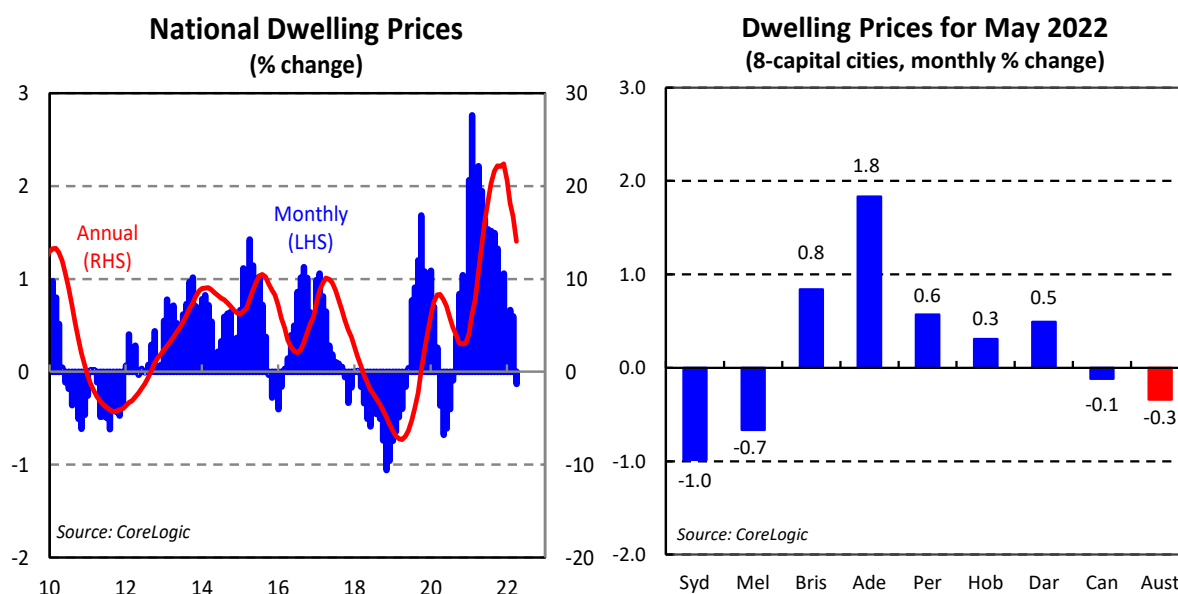 National Dwelling Prices
(% change)
3
2
1
0
-1
-2
30
20
10
0
-10
-20
Annual
(RHS)
Monthly
(LHS)
Source: CoreLogic
10 12 14 16 18 20 22
Dwelling Prices for May 2022
(8-capital cities, monthly % change)
3.0
2.0
1.0
0.0
-1.0
-2.0
-1.0
-0.7
0.8
1.8
0.6
0.3
0.5
-0.1
-0.3
Source: CoreLogic
Syd Mel Bris Ade Per Hob Dar Can Aust